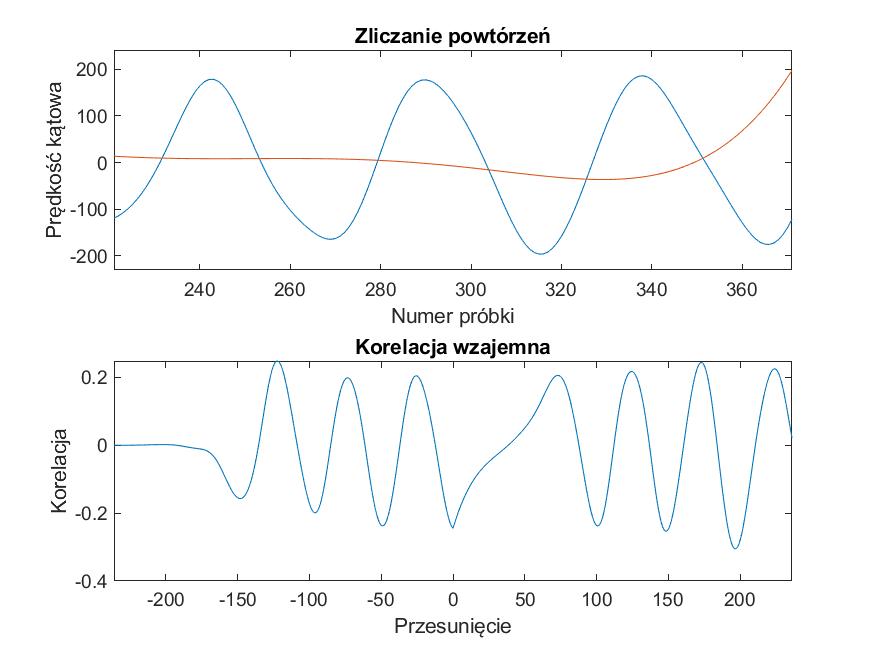 Zliczanie powtórzeń
200
100
0
-100
-200
Prędkość kątowa
240 260 280 300 320 340 360
Numer próbki
Korelacja wzajemna
0.2
0
-0.2
-0.4
Korelacja
-200 -150 -100 -50 0 50 100 150 200
Przesunięcie